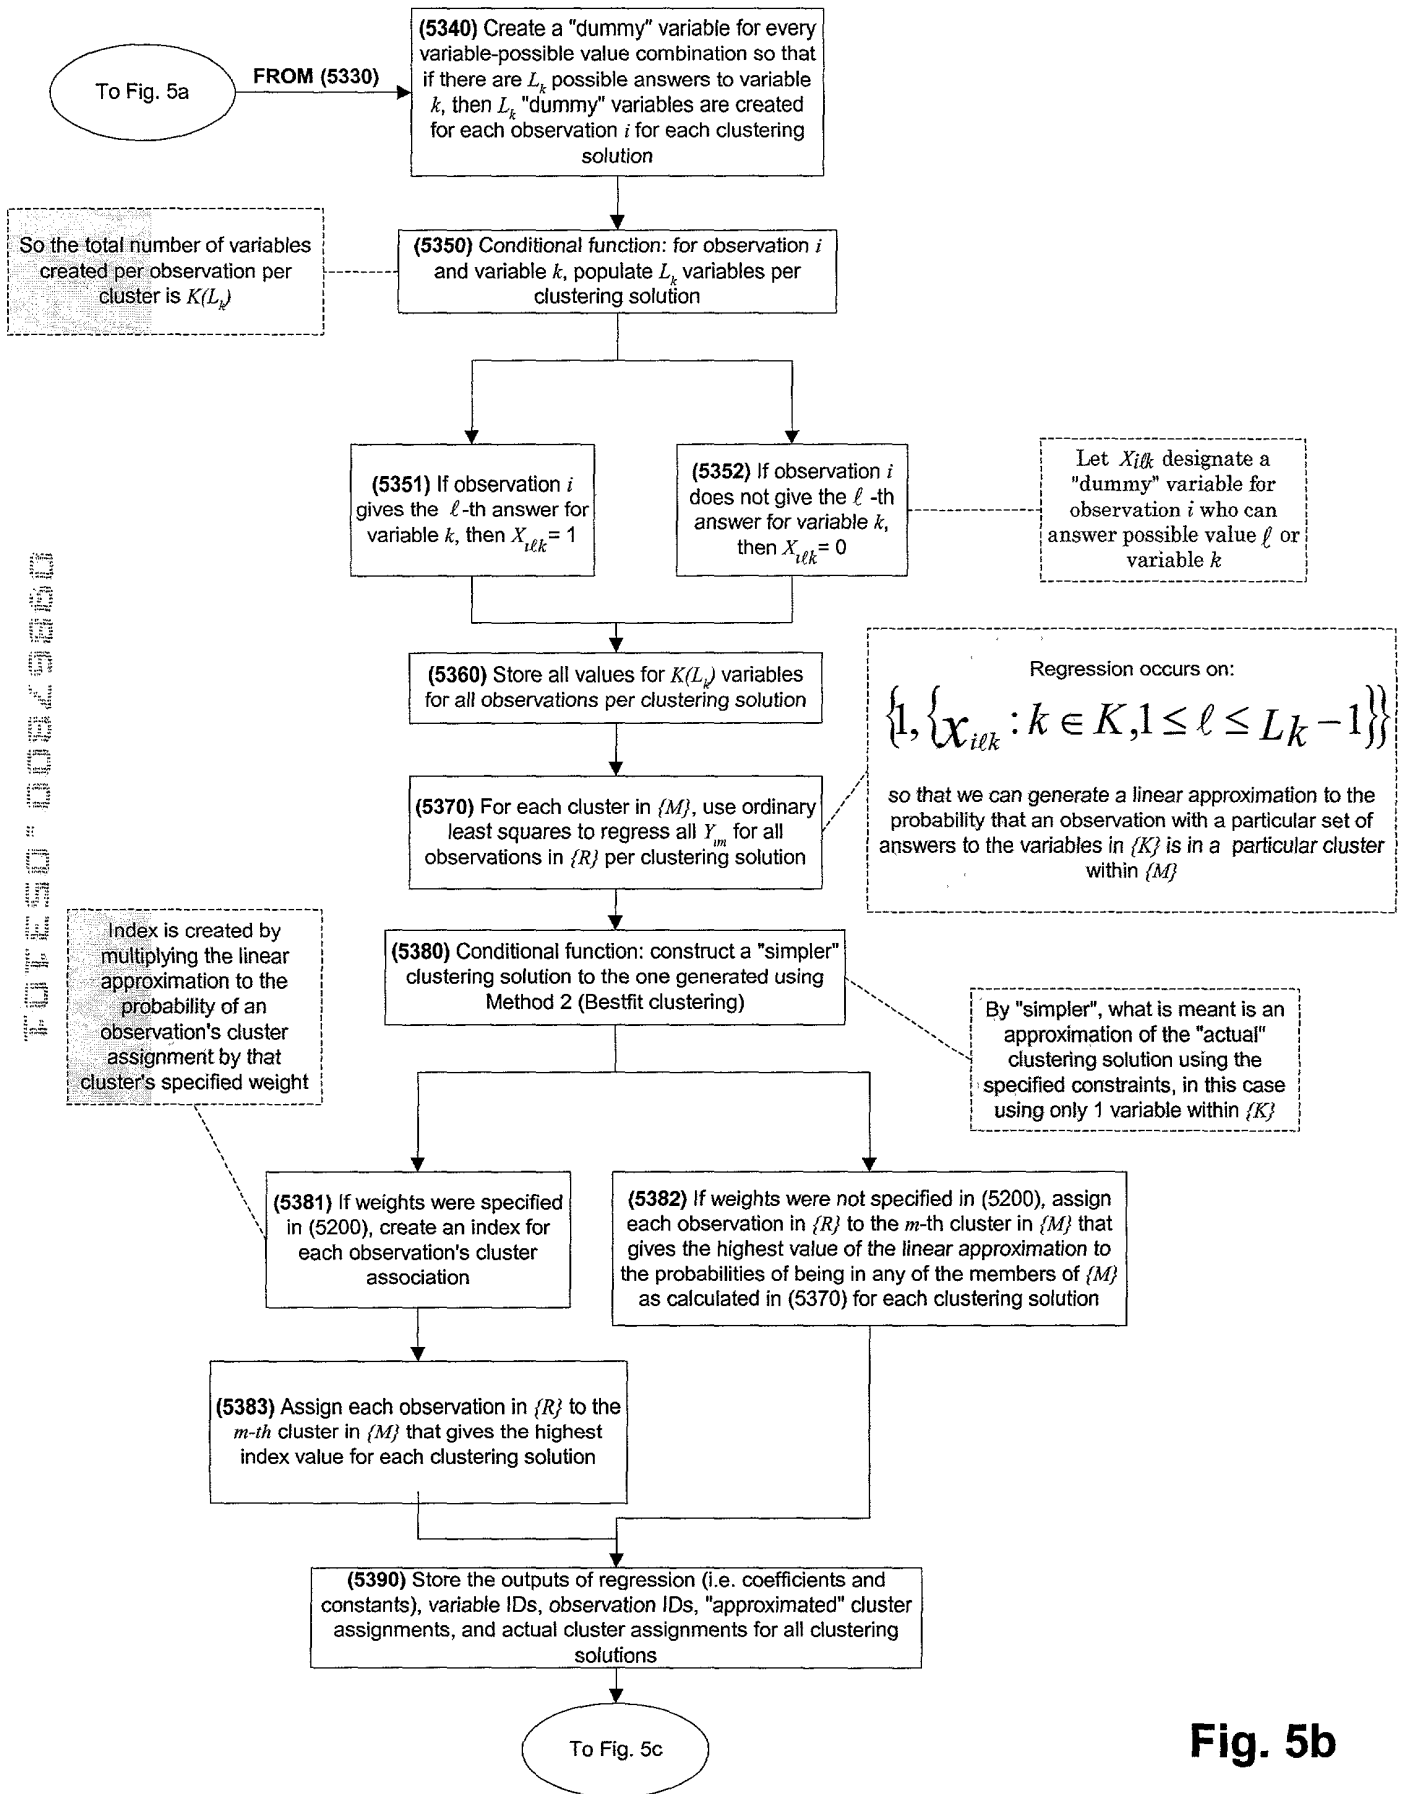 (5340) Create a "dummy" variable for every
variable-possible value combination so that
if there are L_k possible answers to variable
k, then L_k "dummy" variables are created
for each observation i for each clustering
solution
To Fig. 5a
FROM (5330)
So the total number of variables
created per observation per
cluster is K(L_k)
(5350) Conditional function: for observation i
and variable k, populate L_k variables per
clustering solution
(5351) If observation i
gives the ℓ-th answer for
variable k, then X_iℓk = 1
(5352) If observation i
does not give the ℓ -th
answer for variable k,
then X_iℓk = 0
Let X_iℓk designate a
"dummy" variable for
observation i who can
answer possible value ℓ or
variable k
(5360) Store all values for K(L_k) variables
for all observations per clustering solution
Regression occurs on:
{1,{X_iℓk : k ∈ K,1 ≤ ℓ ≤ L_k −1}}
so that we can generate a linear approximation to the
probability that an observation with a particular set of
answers to the variables in {K} is in a particular cluster
within {M}
(5370) For each cluster in {M}, use ordinary
least squares to regress all Y_im for all
observations in {R} per clustering solution
09867800.053101
Index is created by
multiplying the linear
approximation to the
probability of an
observation's cluster
assignment by that
cluster's specified weight
(5380) Conditional function: construct a "simpler"
clustering solution to the one generated using
Method 2 (Bestfit clustering)
By "simpler", what is meant is an
approximation of the "actual"
clustering solution using the
specified constraints, in this case
using only 1 variable within {K}
(5381) If weights were specified
in (5200), create an index for
each observation's cluster
association
(5382) If weights were not specified in (5200), assign
each observation in {R} to the m-th cluster in {M} that
gives the highest value of the linear approximation to
the probabilities of being in any of the members of {M}
as calculated in (5370) for each clustering solution
(5383) Assign each observation in {R} to the
m-th cluster in {M} that gives the highest
index value for each clustering solution
(5390) Store the outputs of regression (i.e. coefficients and
constants), variable IDs, observation IDs, "approximated" cluster
assignments, and actual cluster assignments for all clustering
solutions
To Fig. 5c
Fig. 5b